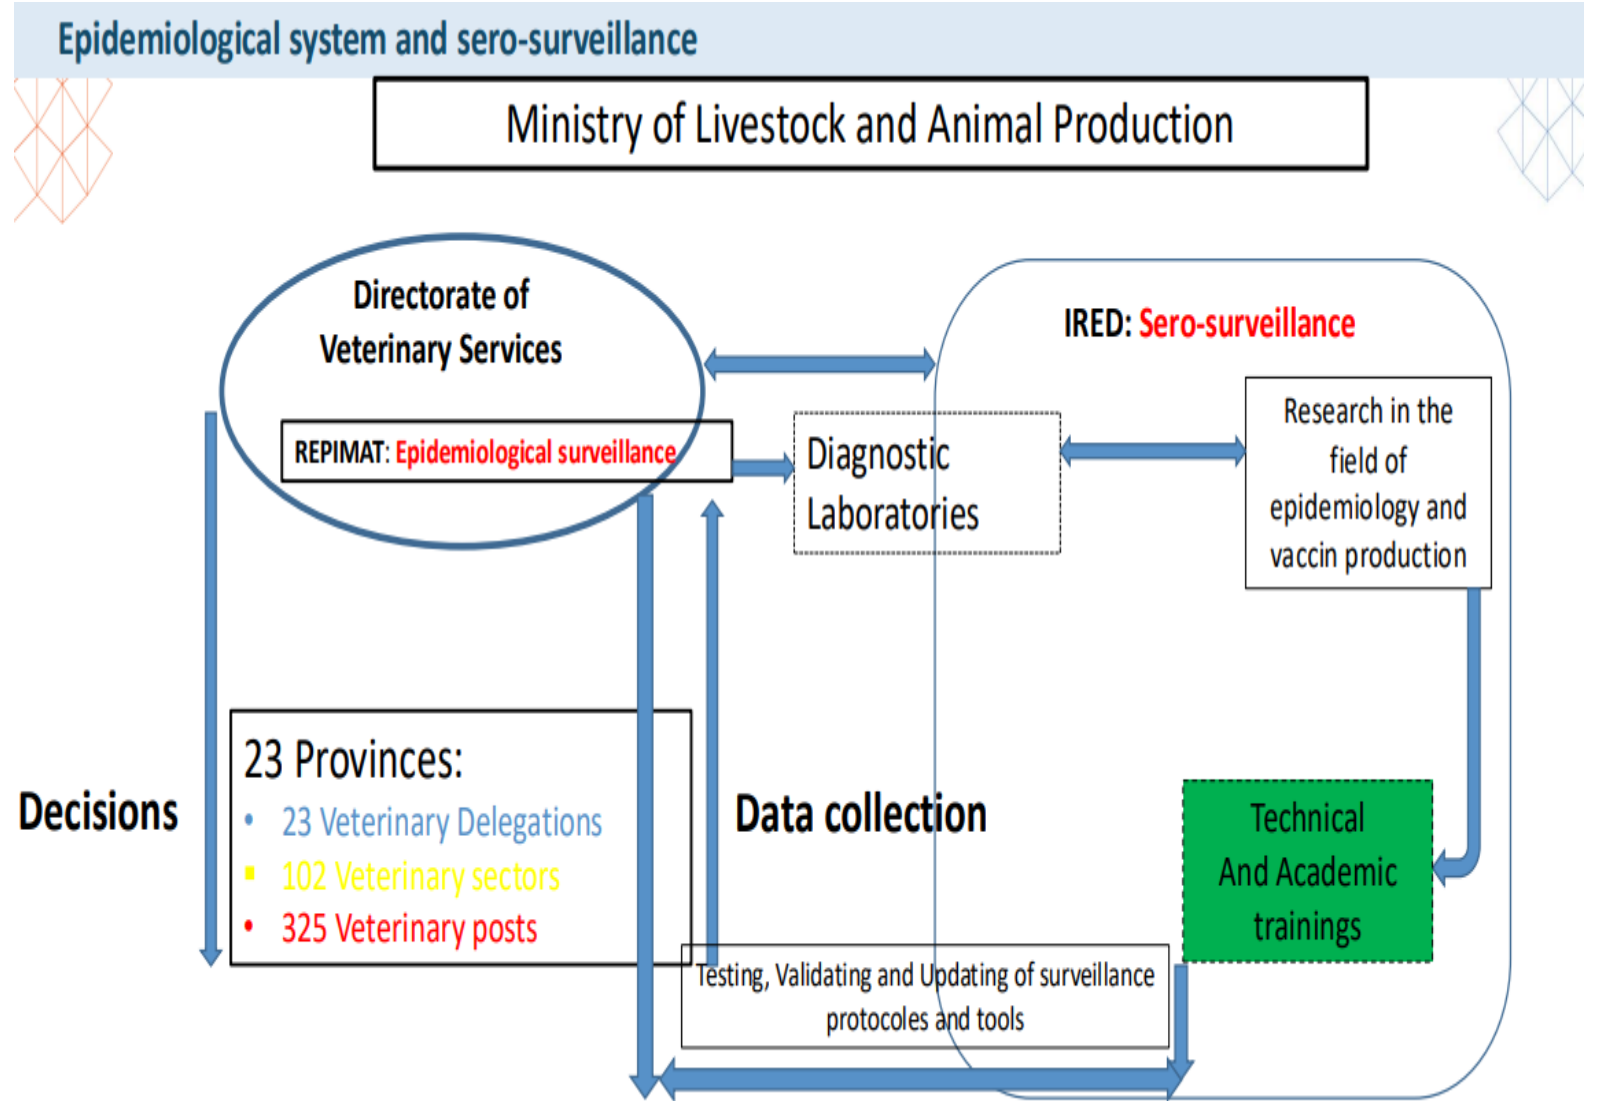 Epidemiological system and sero-surveillance
Ministry of Livestock and Animal Production
Directorate of
Veterinary Services
REPIMAT: Epidemiological surveillance
Diagnostic
Laboratories
IRED: Sero-surveillance
Research in the
field of
epidemiology and
vaccin production
Decisions
23 Provinces:
• 23 Veterinary Delegations
▪ 102 Veterinary sectors
• 325 Veterinary posts
Data collection
Technical
And Academic
trainings
Testing, Validating and Updating of surveillance
protocoles and tools